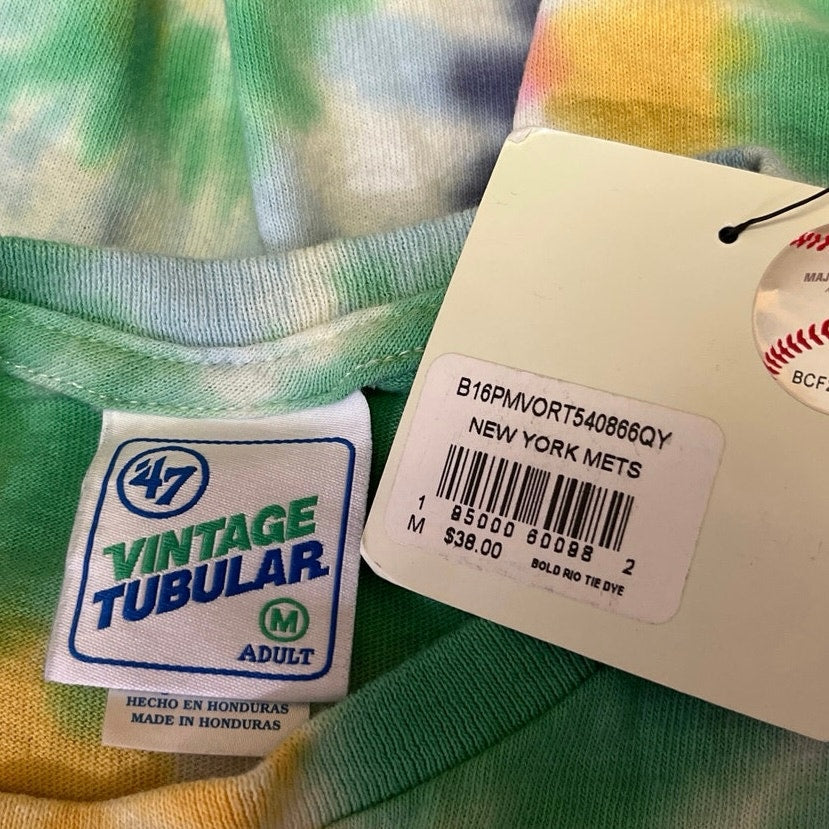 '47
VINTAGE
TUBULAR
M
ADULT
HECHO EN HONDURAS
MADE IN HONDURAS
B16PMVORT540866QY
NEW YORK METS
1 95000 60098 2
M $38.00
BOLD RIO TIE DYE